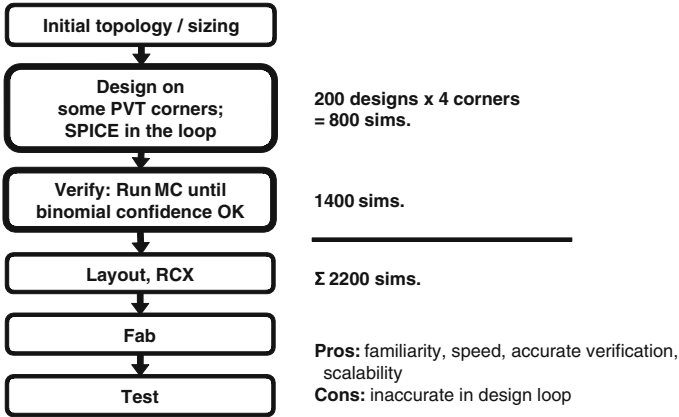 Initial topology / sizing
Design on
some PVT corners;
SPICE in the loop
200 designs x 4 corners
= 800 sims.
Verify: Run MC until
binomial confidence OK
1400 sims.
Layout, RCX
Σ 2200 sims.
Fab
Pros: familiarity, speed, accurate verification,
scalability
Cons: inaccurate in design loop
Test